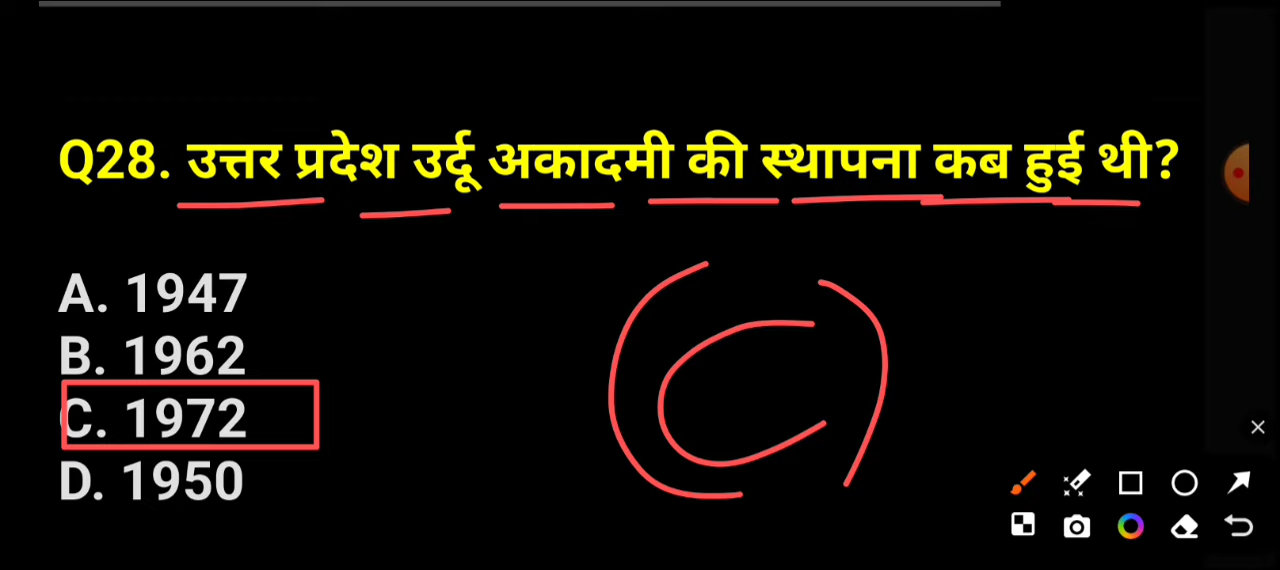 Q28. उत्तर प्रदेश उर्दू अकादमी की स्थापना कब हुई थी?
A. 1947
B. 1962
C. 1972
D. 1950
(C)